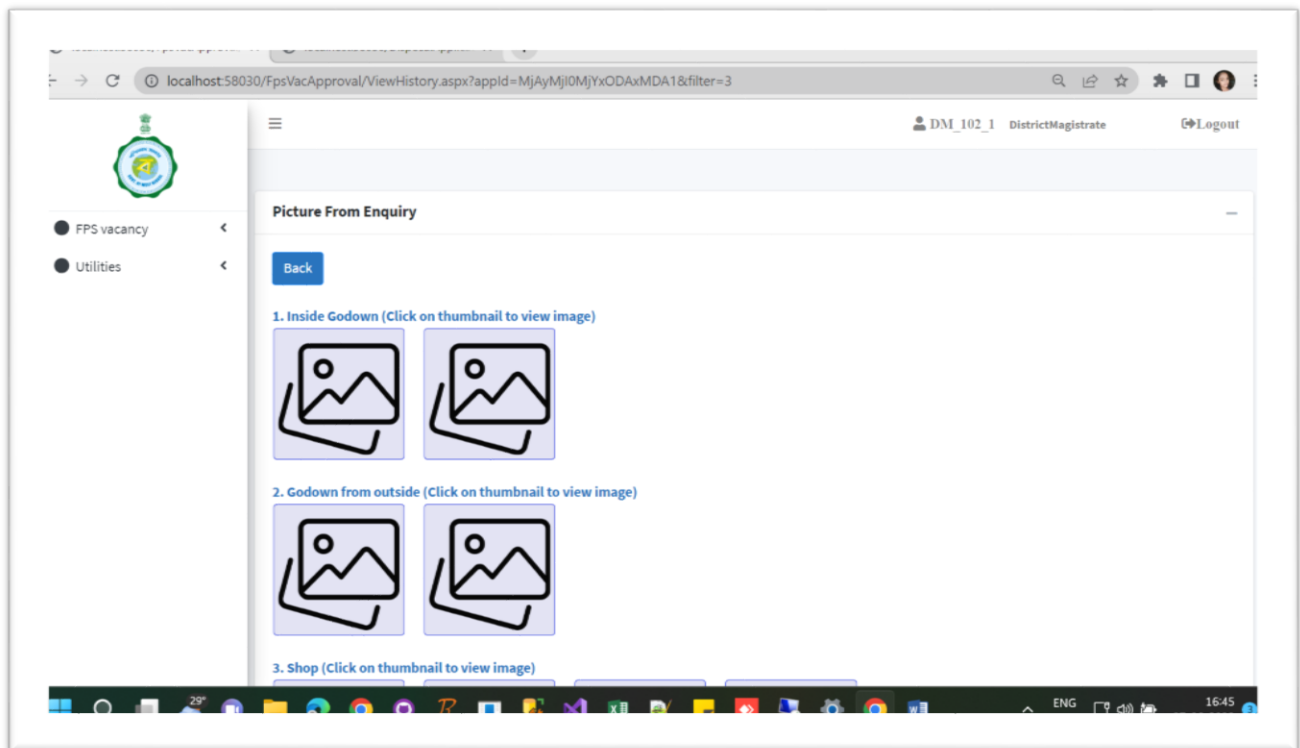 localhost:58030/FpsVacApproval/ViewHistory.aspx?appId=MjAyMjI0MjYxODAxMDA1&filter=3
DM_102_1 DistrictMagistrate Logout
Picture From Enquiry
FPS vacancy
Utilities
Back
1. Inside Godown (Click on thumbnail to view image)
2. Godown from outside (Click on thumbnail to view image)
3. Shop (Click on thumbnail to view image)
29°
ENG
16:45
3